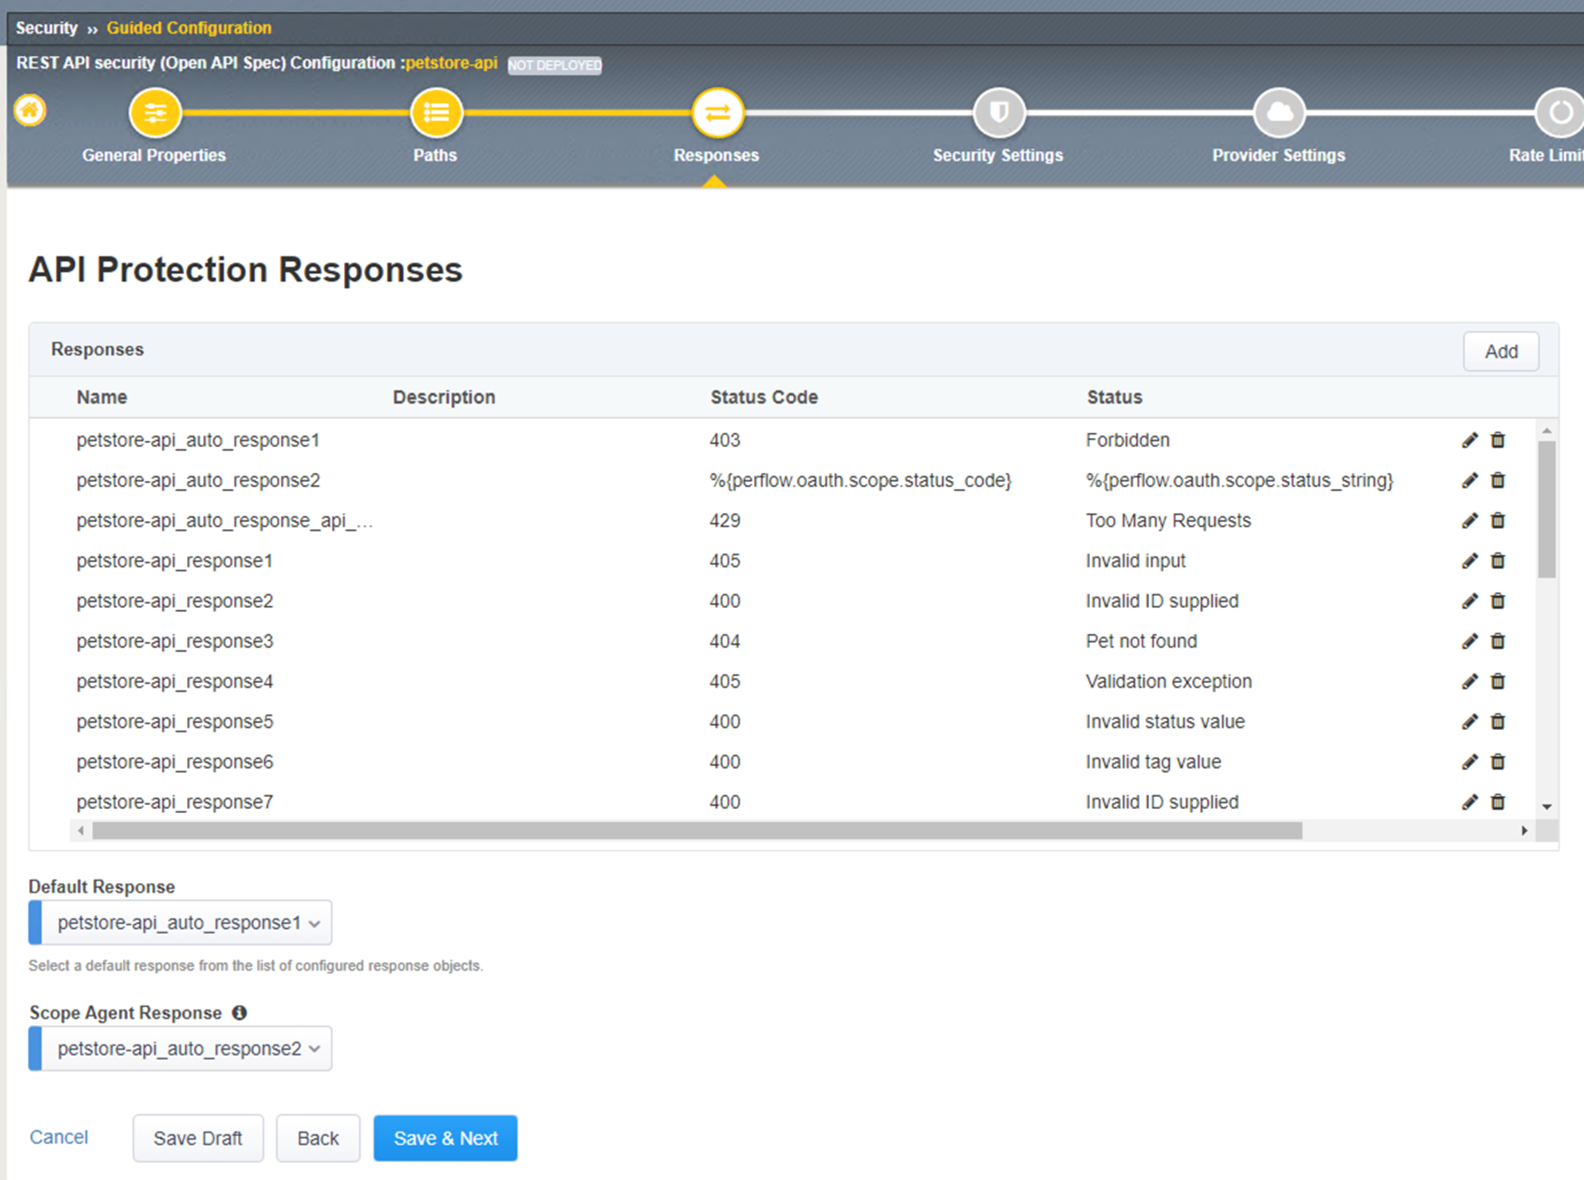 Security » Guided Configuration
REST API security (Open API Spec) Configuration :petstore-api NOT DEPLOYED
General Properties Paths Responses Security Settings Provider Settings Rate Limit
API Protection Responses
Responses Add
Name Description Status Code Status
petstore-api_auto_response1 403 Forbidden
petstore-api_auto_response2 %{perflow.oauth.scope.status_code} %{perflow.oauth.scope.status_string}
petstore-api_auto_response_api_... 429 Too Many Requests
petstore-api_response1 405 Invalid input
petstore-api_response2 400 Invalid ID supplied
petstore-api_response3 404 Pet not found
petstore-api_response4 405 Validation exception
petstore-api_response5 400 Invalid status value
petstore-api_response6 400 Invalid tag value
petstore-api_response7 400 Invalid ID supplied
Default Response
petstore-api_auto_response1
Select a default response from the list of configured response objects.
Scope Agent Response
petstore-api_auto_response2
Cancel Save Draft Back Save & Next